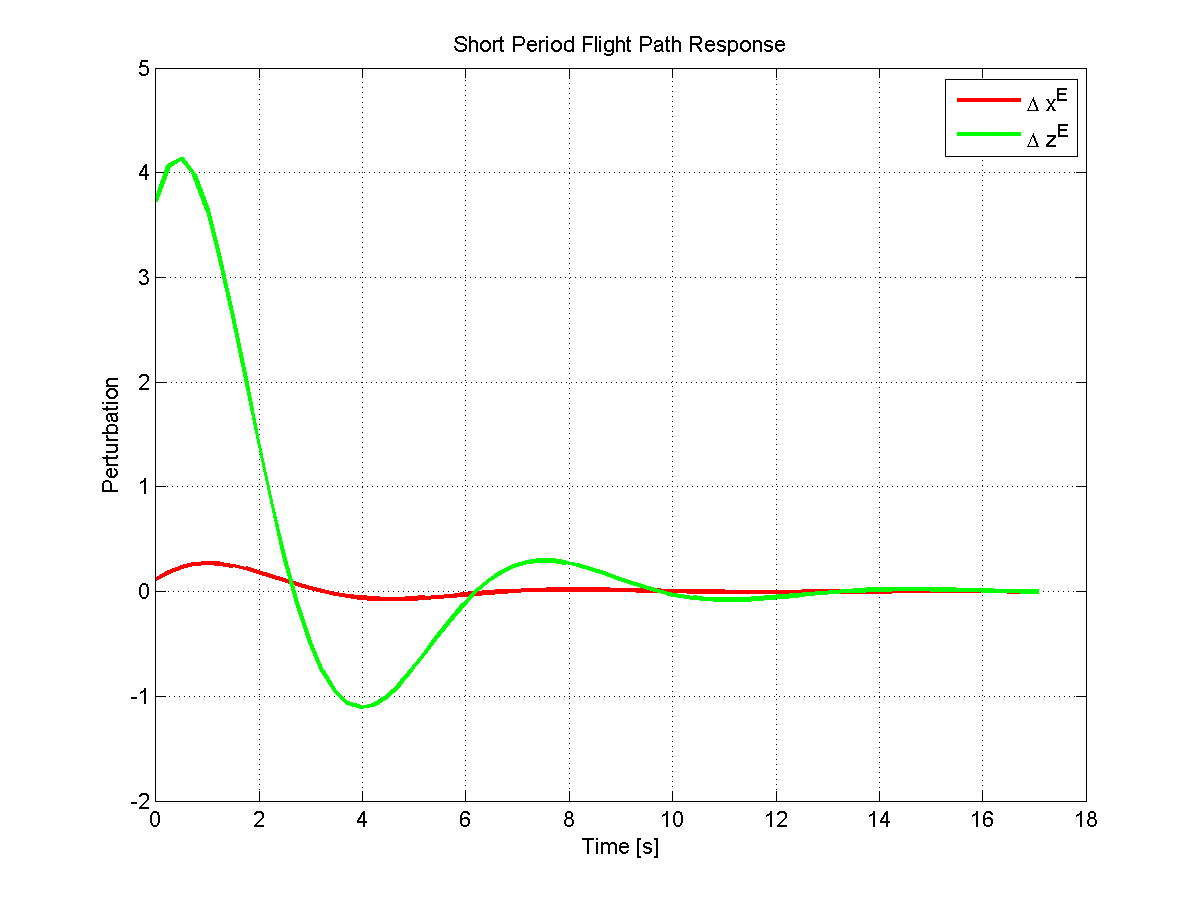 Short Period Flight Path Response
Δ x^E
Δ z^E
Perturbation
5
4
3
2
1
0
-1
-2
0 2 4 6 8 10 12 14 16 18
Time [s]